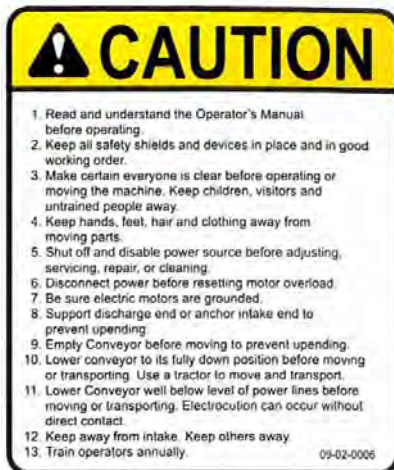 CAUTION
1. Read and understand the Operator's Manual
before operating.
2. Keep all safety shields and devices in place and in good
working order.
3. Make certain everyone is clear before operating or
moving the machine. Keep children, visitors and
untrained people away.
4. Keep hands, feet, hair and clothing away from
moving parts.
5. Shut off and disable power source before adjusting,
servicing, repair, or cleaning.
6. Disconnect power before resetting motor overload.
7. Be sure electric motors are grounded.
8. Support discharge end or anchor intake end to
prevent upending.
9. Empty Conveyor before moving to prevent upending.
10. Lower conveyor to its fully down position before moving
or transporting. Use a tractor to move and transport.
11. Lower Conveyor well below level of power lines before
moving or transporting. Electrocution can occur without
direct contact.
12. Keep away from intake. Keep others away.
13. Train operators annually. 09-02-0006